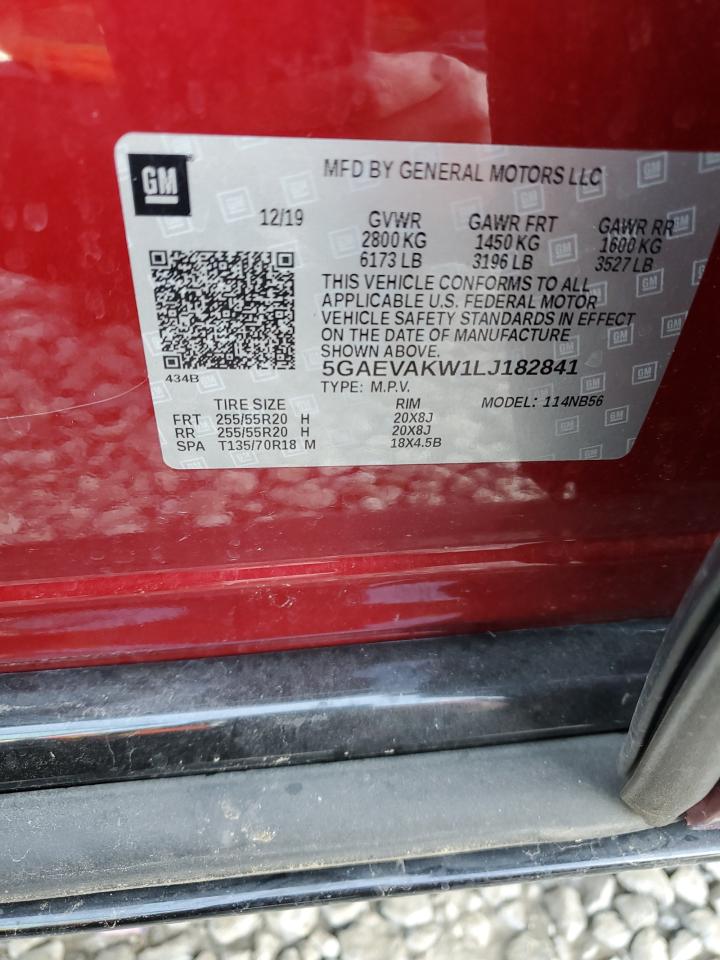 GM
MFD BY GENERAL MOTORS LLC
12/19 GVWR GAWR FRT GAWR RR
2800 KG 1450 KG 1600 KG
6173 LB 3196 LB 3527 LB
THIS VEHICLE CONFORMS TO ALL
APPLICABLE U.S. FEDERAL MOTOR
VEHICLE SAFETY STANDARDS IN EFFECT
ON THE DATE OF MANUFACTURE
SHOWN ABOVE.
434B 5GAEVAKW1LJ182841
TYPE: M.P.V. MODEL: 114NB56
TIRE SIZE RIM
FRT 255/55R20 H 20X8J
RR 255/55R20 H 20X8J
SPA T135/70R18 M 18X4.5B